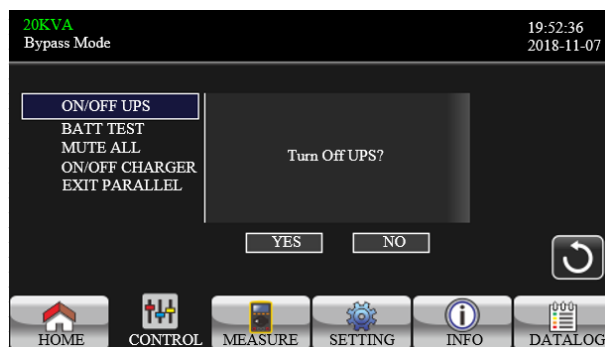 20KVA
Bypass Mode
19:52:36
2018-11-07
ON/OFF UPS
BATT TEST
MUTE ALL
ON/OFF CHARGER
EXIT PARALLEL
Turn Off UPS?
YES NO
HOME CONTROL MEASURE SETTING INFO DATALOG